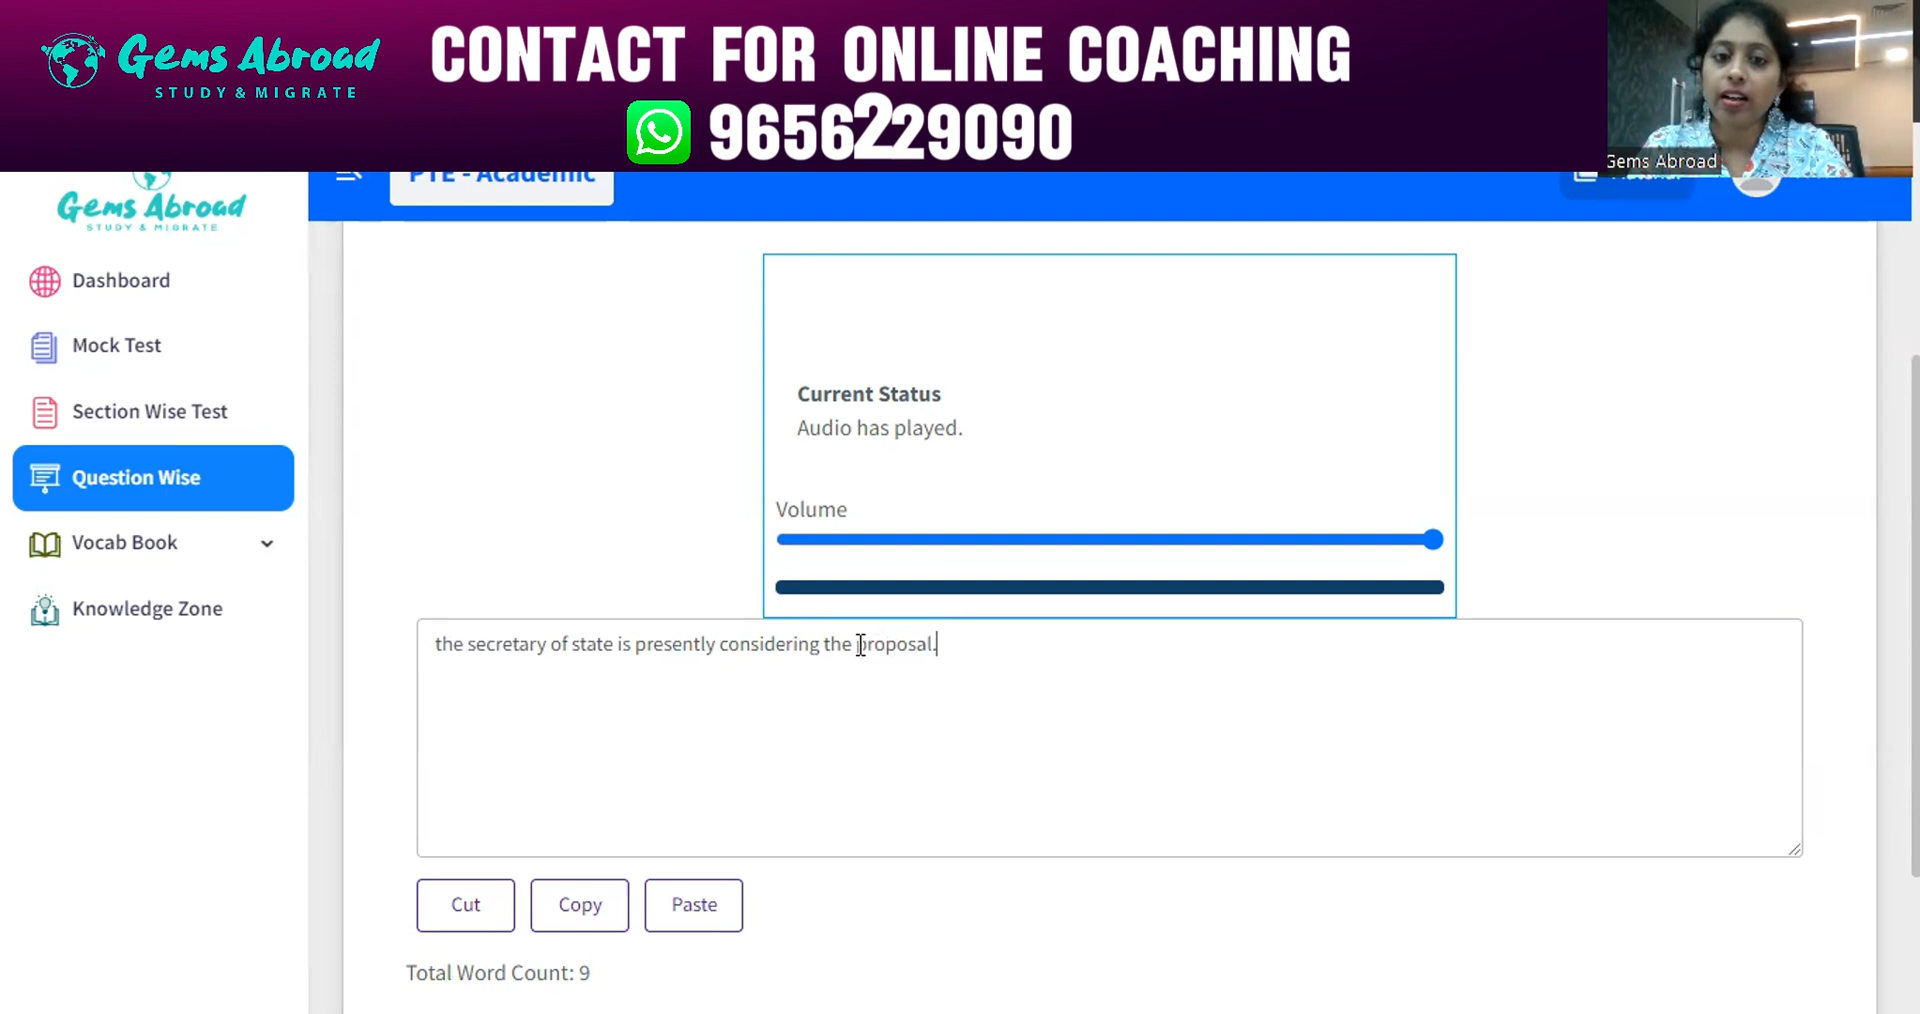 Gems Abroad
STUDY & MIGRATE
CONTACT FOR ONLINE COACHING
9656229090
Gems Abroad
Gems Abroad
STUDY & MIGRATE
PTE - Academic
Dashboard
Mock Test
Section Wise Test
Question Wise
Vocab Book
Knowledge Zone
Current Status
Audio has played.
Volume
the secretary of state is presently considering the proposal.
Cut
Copy
Paste
Total Word Count: 9